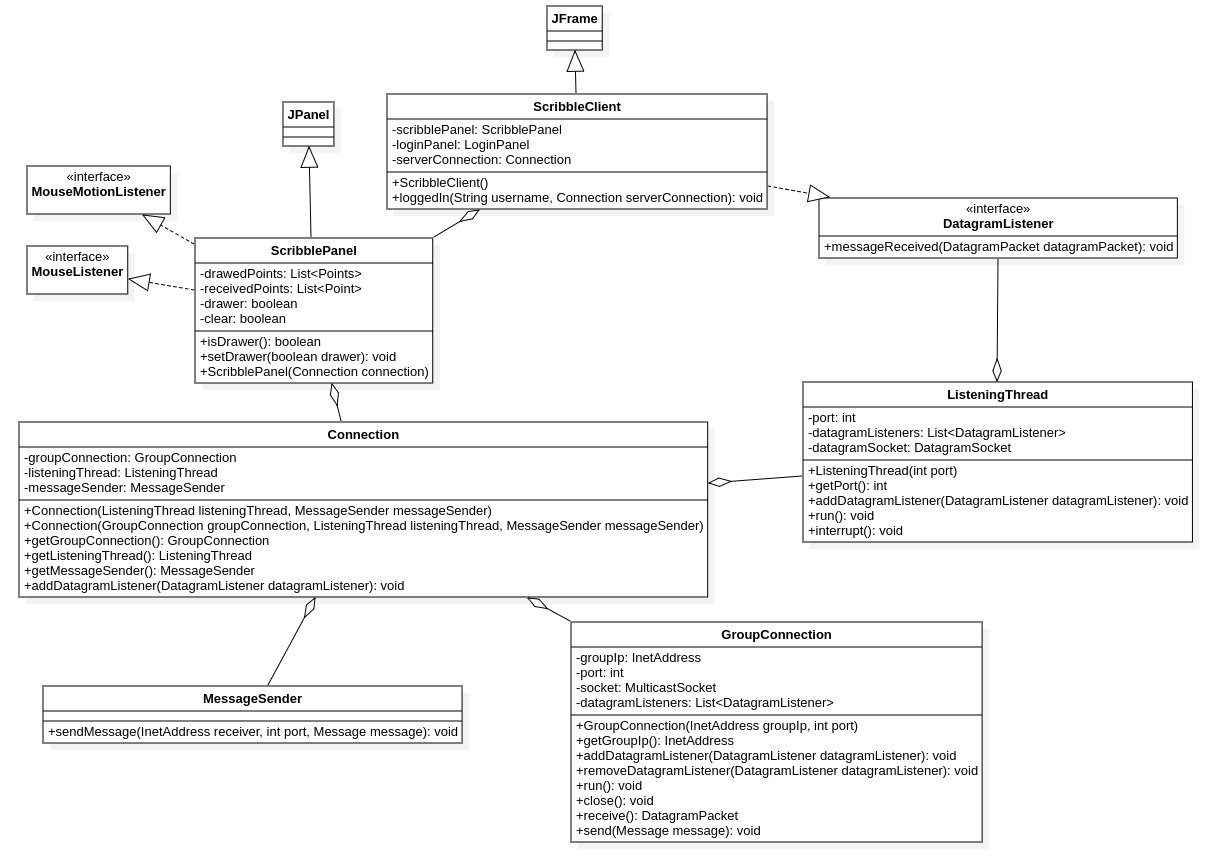 JFrame
ScribbleClient
-scribblePanel: ScribblePanel
-loginPanel: LoginPanel
-serverConnection: Connection
+ScribbleClient()
+loggedIn(String username, Connection serverConnection): void
JPanel
«interface»
MouseMotionListener
«interface»
MouseListener
«interface»
DatagramListener
+messageReceived(DatagramPacket datagramPacket): void
ScribblePanel
-drawedPoints: List<Points>
-receivedPoints: List<Point>
-drawer: boolean
-clear: boolean
+isDrawer(): boolean
+setDrawer(boolean drawer): void
+ScribblePanel(Connection connection)
ListeningThread
-port: int
-datagramListeners: List<DatagramListener>
-datagramSocket: DatagramSocket
+ListeningThread(int port)
+getPort(): int
+addDatagramListener(DatagramListener datagramListener): void
+run(): void
+interrupt(): void
Connection
-groupConnection: GroupConnection
-listeningThread: ListeningThread
-messageSender: MessageSender
+Connection(ListeningThread listeningThread, MessageSender messageSender)
+Connection(GroupConnection groupConnection, ListeningThread listeningThread, MessageSender messageSender)
+getGroupConnection(): GroupConnection
+getListeningThread(): ListeningThread
+getMessageSender(): MessageSender
+addDatagramListener(DatagramListener datagramListener): void
MessageSender
+sendMessage(InetAddress receiver, int port, Message message): void
GroupConnection
-groupIp: InetAddress
-port: int
-socket: MulticastSocket
-datagramListeners: List<DatagramListener>
+GroupConnection(InetAddress groupIp, int port)
+getGroupIp(): InetAddress
+addDatagramListener(DatagramListener datagramListener): void
+removeDatagramListener(DatagramListener datagramListener): void
+run(): void
+close(): void
+receive(): DatagramPacket
+send(Message message): void